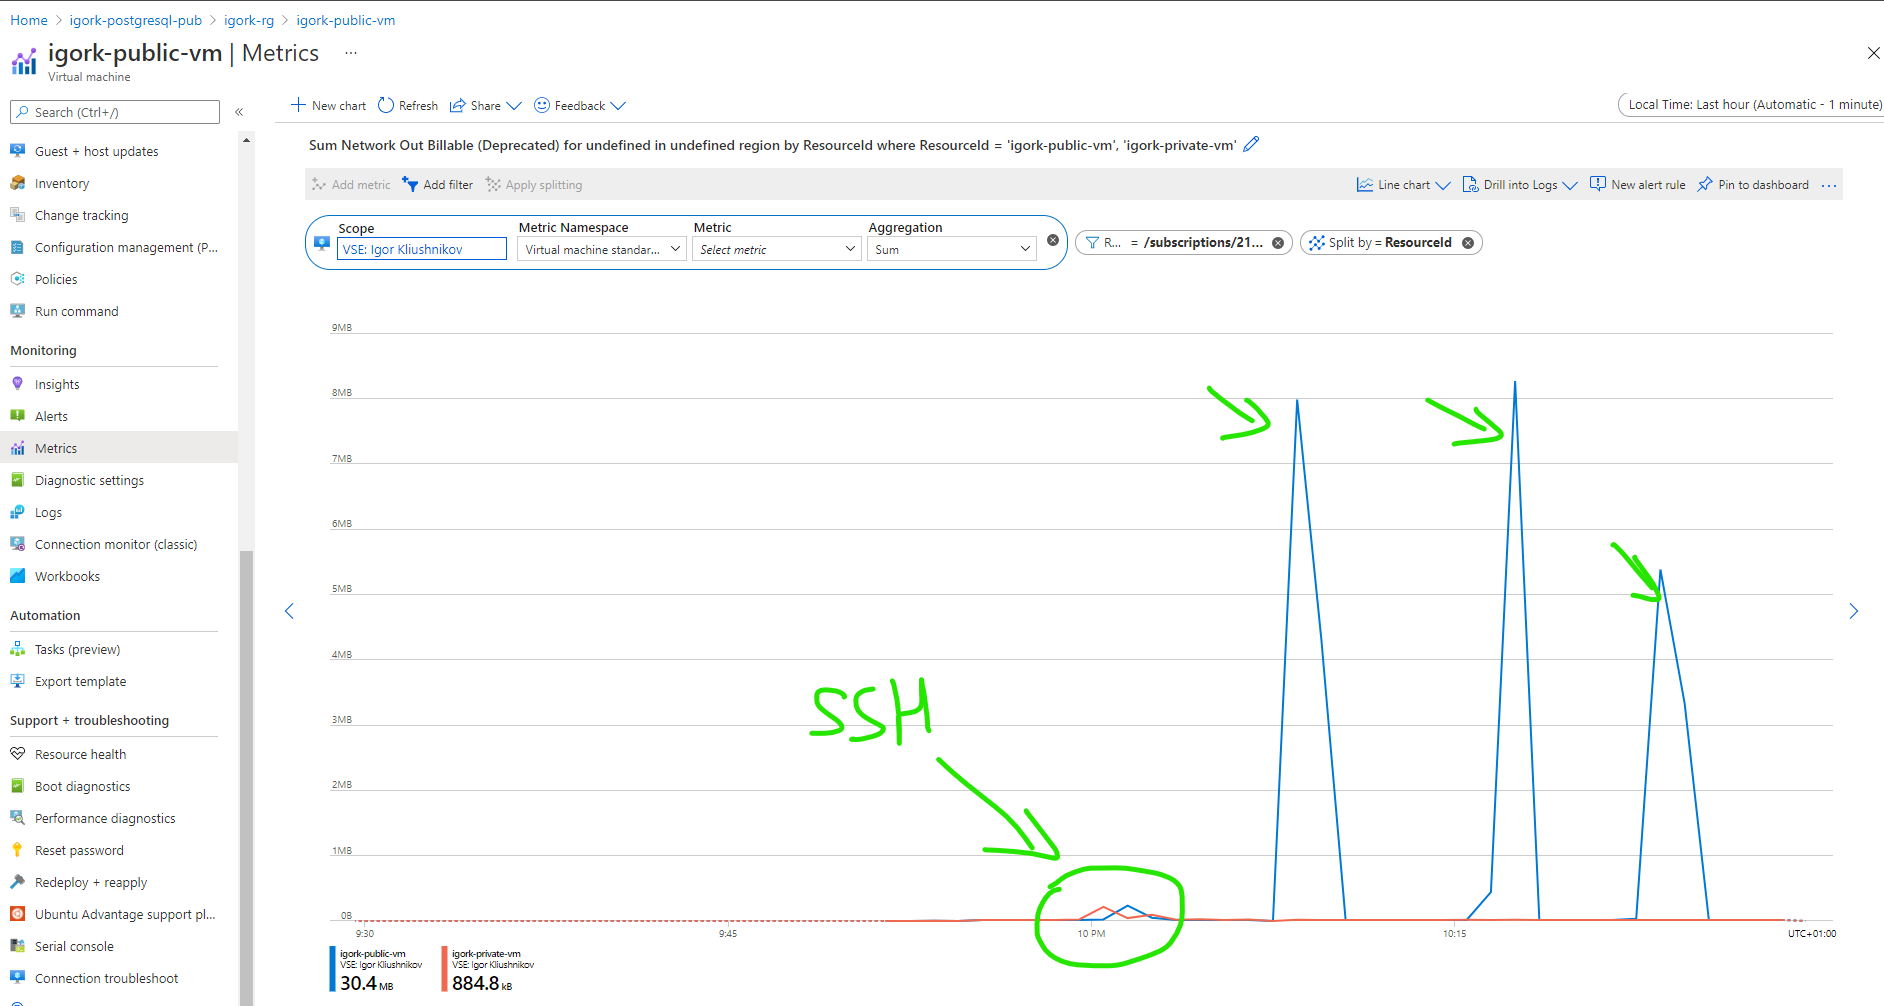 Home > igork-postgresql-pub > igork-rg > igork-public-vm
igork-public-vm | Metrics ...
Virtual machine
Search (Ctrl+/)
«
Guest + host updates
Inventory
Change tracking
Configuration management (P...
Policies
Run command
Monitoring
Insights
Alerts
Metrics
Diagnostic settings
Logs
Connection monitor (classic)
Workbooks
Automation
Tasks (preview)
Export template
Support + troubleshooting
Resource health
Boot diagnostics
Performance diagnostics
Reset password
Redeploy + reapply
Ubuntu Advantage support pl...
Serial console
Connection troubleshoot
New chart Refresh Share Feedback
Local Time: Last hour (Automatic - 1 minute)
Sum Network Out Billable (Deprecated) for undefined in undefined region by ResourceId where ResourceId = 'igork-public-vm', 'igork-private-vm'
Add metric Add filter Apply splitting
Line chart Drill into Logs New alert rule Pin to dashboard ...
Scope Metric Namespace Metric Aggregation
VSE: Igor Kliushnikov Virtual machine standar... Select metric Sum
R... = /subscriptions/21... Split by = ResourceId
9MB
8MB
7MB
6MB
5MB
4MB
3MB
2MB
1MB
0B
SSH
9:30 9:45 10 PM 10:15 UTC+01:00
igork-public-vm
VSE: Igor Kliushnikov
30.4 MB
igork-private-vm
VSE: Igor Kliushnikov
884.8 kB